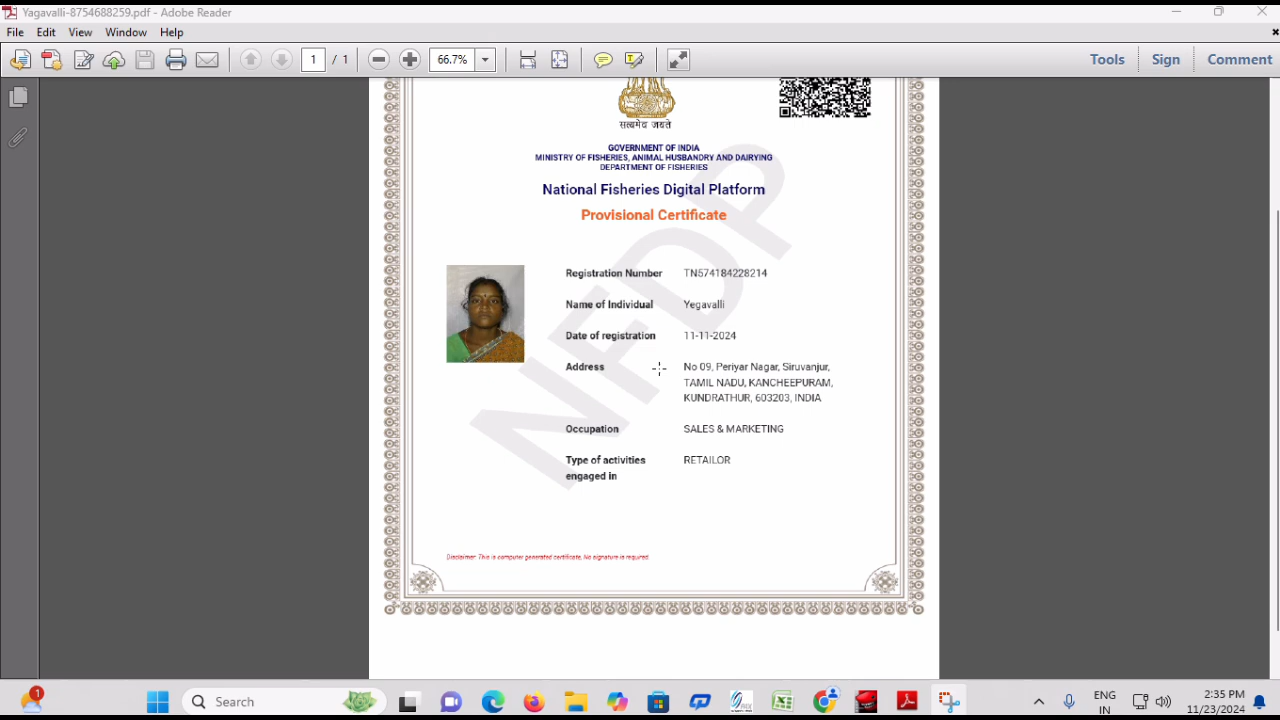 Yagavalli-8754688259.pdf - Adobe Reader
File Edit View Window Help
1 / 1 66.7% Tools Sign Comment
सत्यमेव जयते
GOVERNMENT OF INDIA
MINISTRY OF FISHERIES, ANIMAL HUSBANDRY AND DAIRYING
DEPARTMENT OF FISHERIES
National Fisheries Digital Platform
Provisional Certificate
NFDP
Registration Number TN574184228214
Name of Individual Yegavalli
Date of registration 11-11-2024
Address No 09, Periyar Nagar, Siruvanjur,
TAMIL NADU, KANCHEEPURAM,
KUNDRATHUR, 603203, INDIA
Occupation SALES & MARKETING
Type of activities RETAILOR
engaged in
Disclaimer: This is computer generated certificate, No signature is required.
1 Search ENG 2:35 PM
IN 11/23/2024